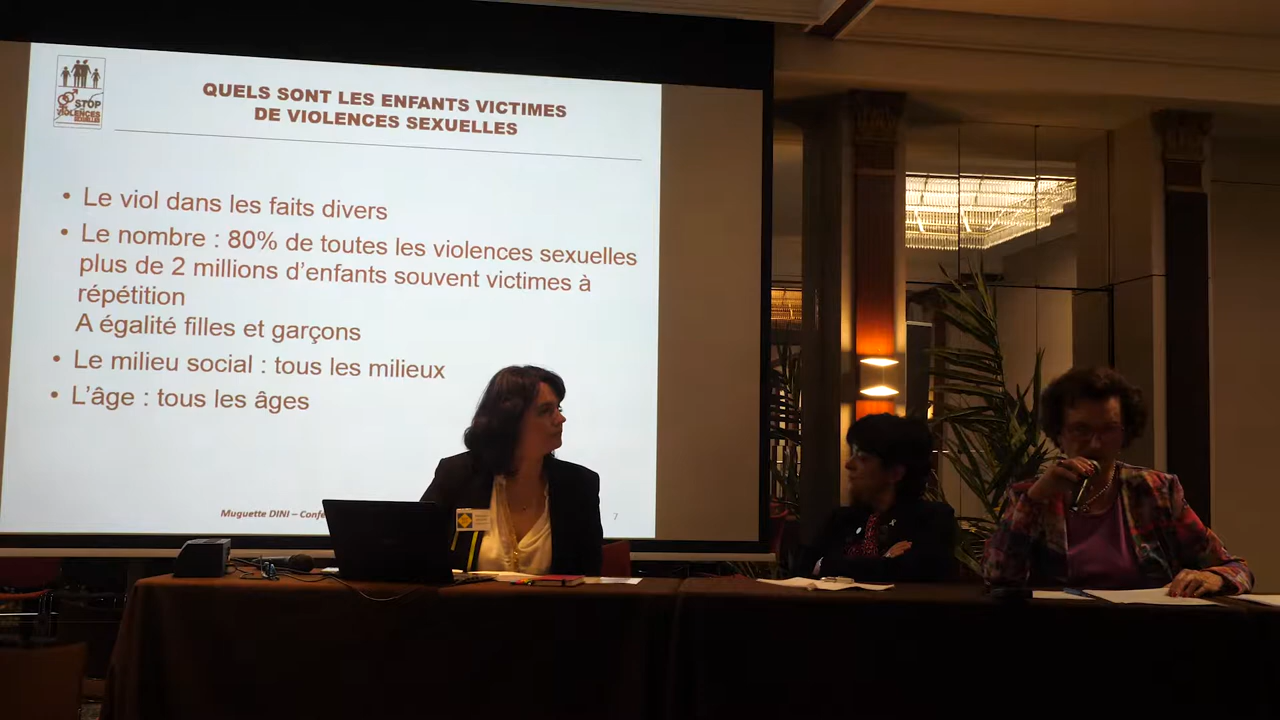 STOP
VIOLENCES
SEXUELLES
QUELS SONT LES ENFANTS VICTIMES
DE VIOLENCES SEXUELLES
• Le viol dans les faits divers
• Le nombre : 80% de toutes les violences sexuelles
plus de 2 millions d'enfants souvent victimes à
répétition
A égalité filles et garçons
• Le milieu social : tous les milieux
• L'âge : tous les âges
Muguette DINI – Confe
7